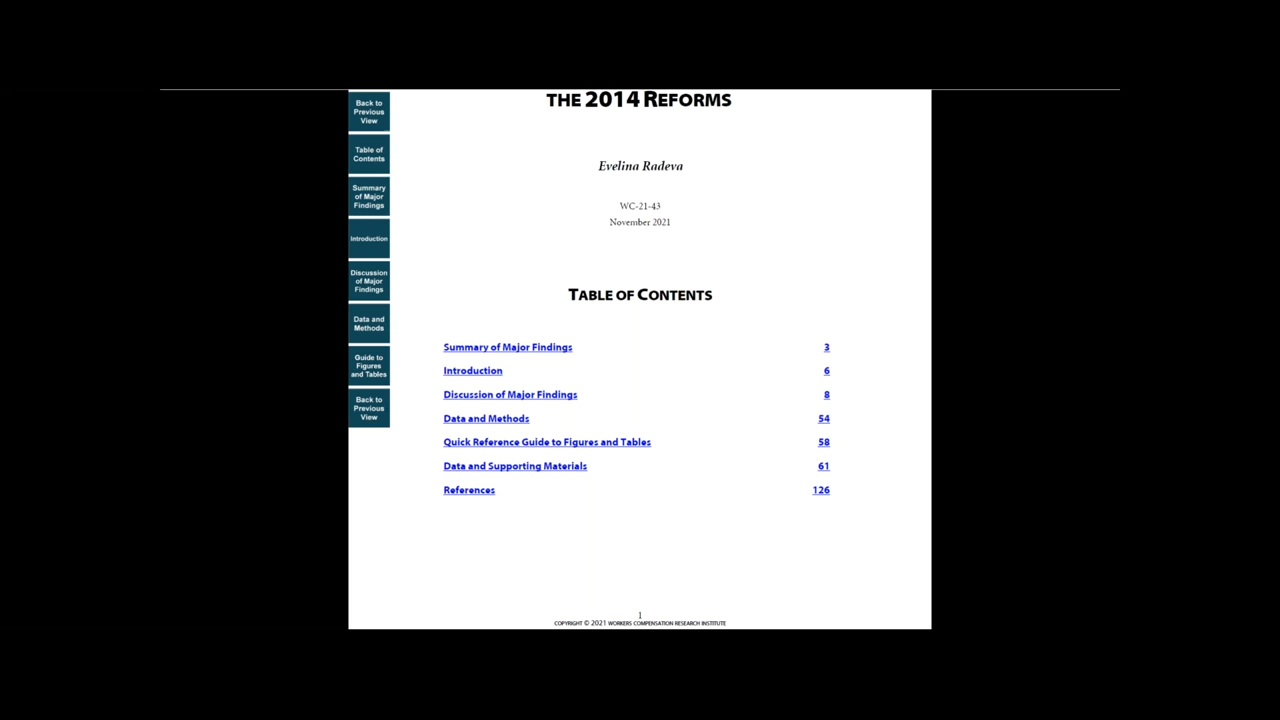 THE 2014 REFORMS
Evelina Radeva
WC-21-43
November 2021
TABLE OF CONTENTS
Summary of Major Findings 3
Introduction 6
Discussion of Major Findings 8
Data and Methods 54
Quick Reference Guide to Figures and Tables 58
Data and Supporting Materials 61
References 126
1
COPYRIGHT © 2021 WORKERS COMPENSATION RESEARCH INSTITUTE
Back to
Previous
View
Table of
Contents
Summary
of Major
Findings
Introduction
Discussion
of Major
Findings
Data and
Methods
Guide to
Figures
and Tables
Back to
Previous
View